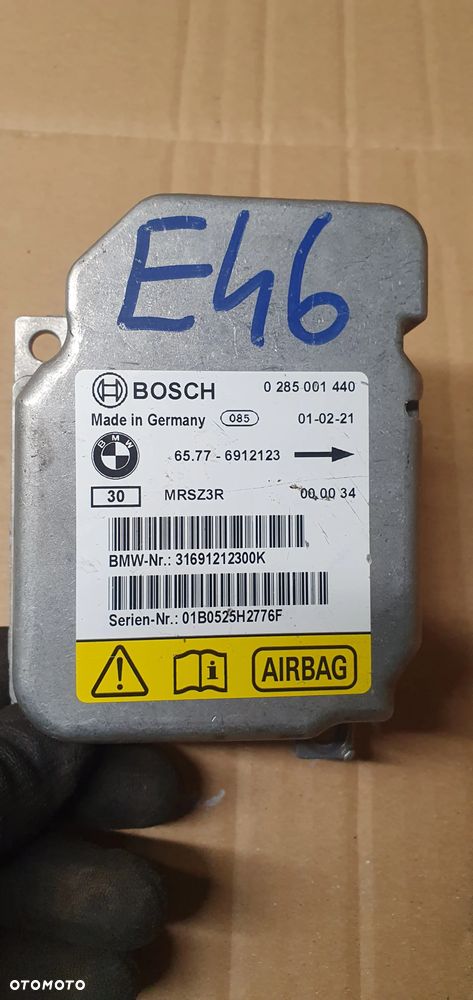 E46
BOSCH 0 285 001 440
Made in Germany 085 01-02-21
BMW 65.77 - 6912123
30 MRSZ3R 00 00 34
BMW-Nr.: 31691212300K
Serien-Nr.: 01B0525H2776F
AIRBAG
OTOMOTO